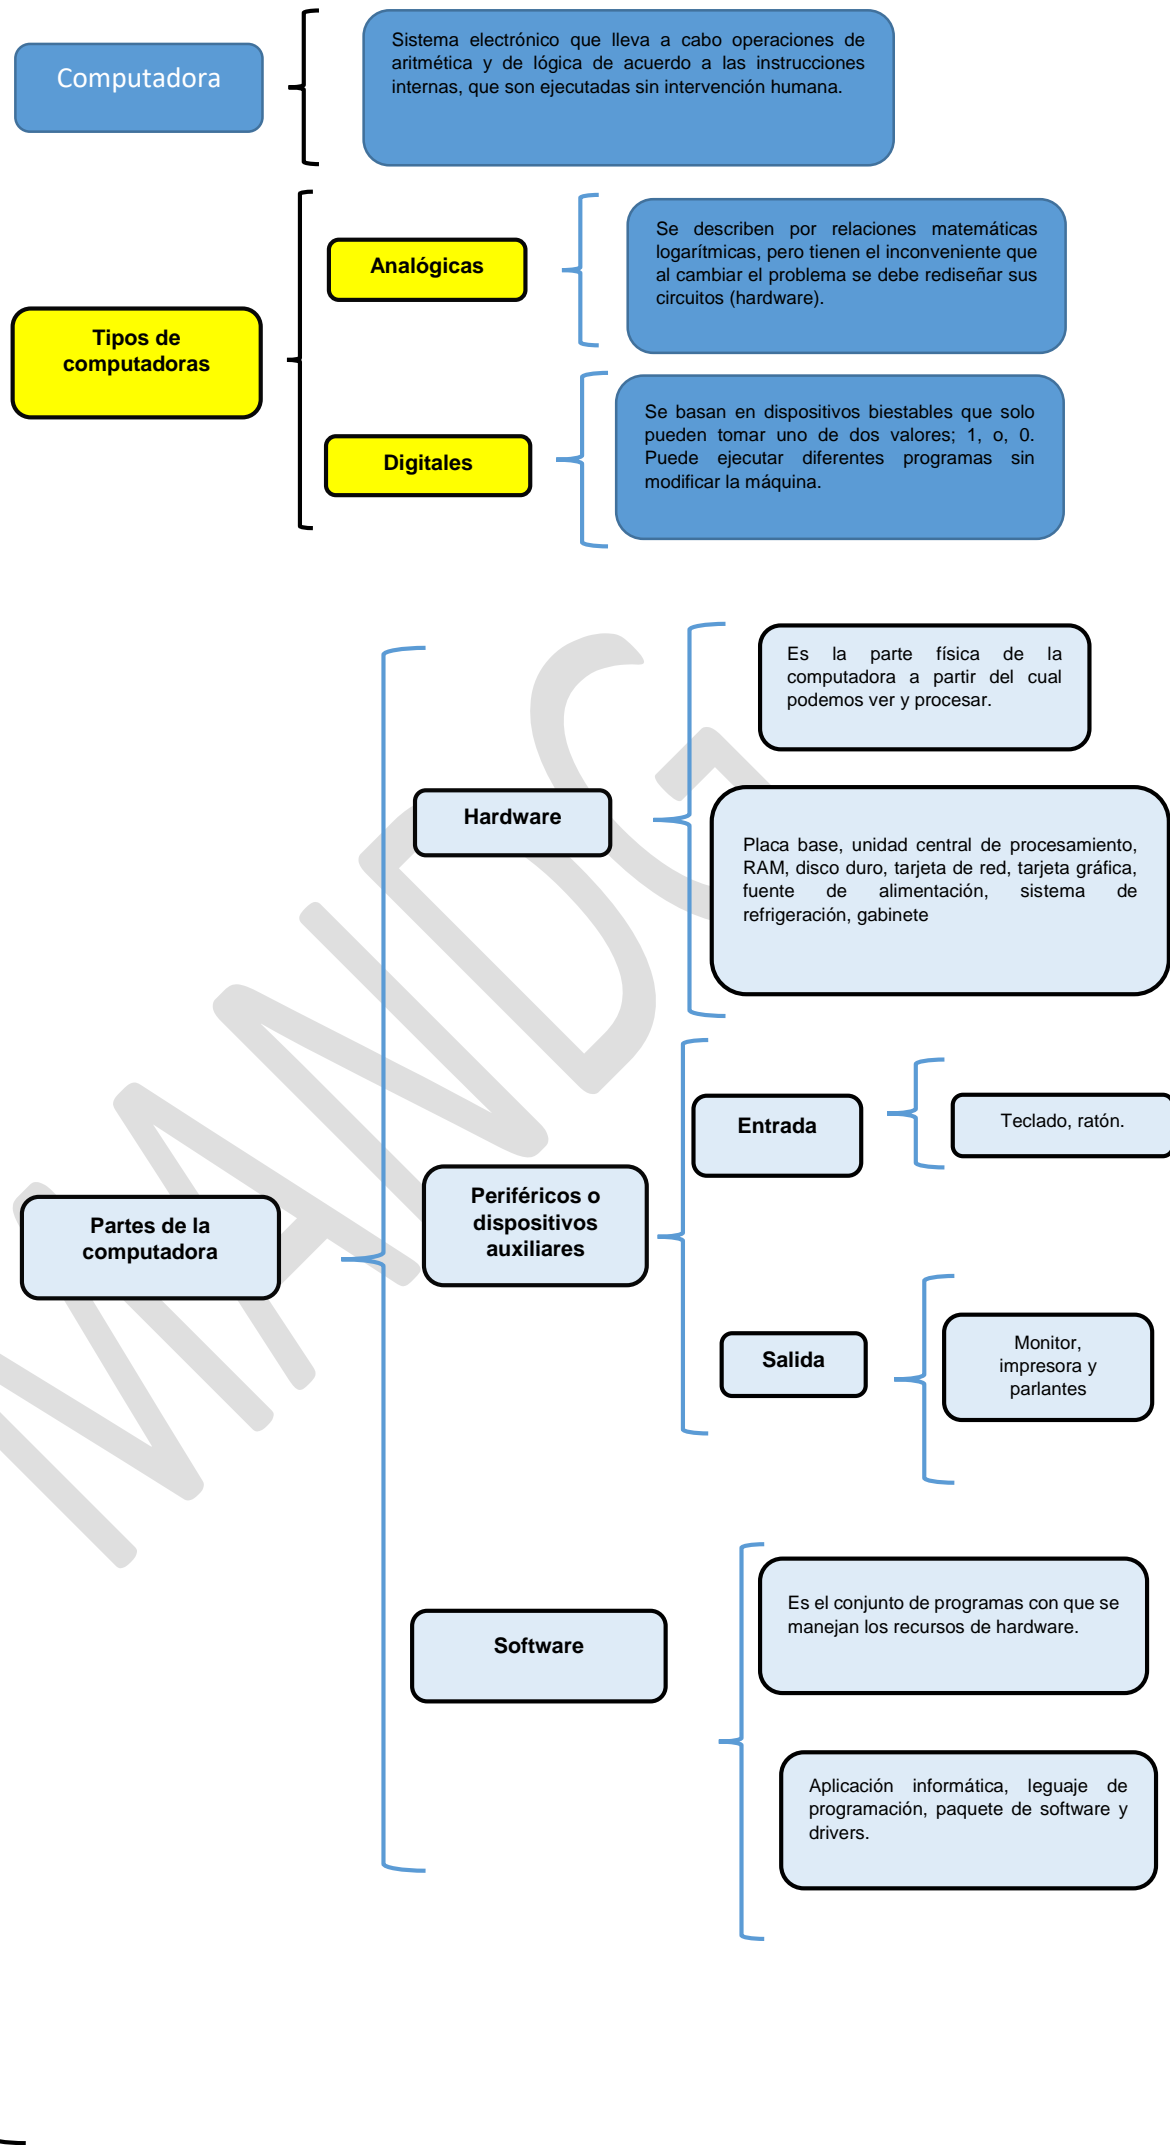 Computadora
Sistema electrónico que lleva a cabo operaciones de
aritmética y de lógica de acuerdo a las instrucciones
internas, que son ejecutadas sin intervención humana.
Tipos de
computadoras
Analógicas
Se describen por relaciones matemáticas
logarítmicas, pero tienen el inconveniente que
al cambiar el problema se debe rediseñar sus
circuitos (hardware).
Digitales
Se basan en dispositivos biestables que solo
pueden tomar uno de dos valores; 1, o, 0.
Puede ejecutar diferentes programas sin
modificar la máquina.
Partes de la
computadora
Hardware
Es la parte física de la
computadora a partir del cual
podemos ver y procesar.
Placa base, unidad central de procesamiento,
RAM, disco duro, tarjeta de red, tarjeta gráfica,
fuente de alimentación, sistema de
refrigeración, gabinete
Periféricos o
dispositivos
auxiliares
Entrada
Teclado, ratón.
Salida
Monitor,
impresora y
parlantes
Software
Es el conjunto de programas con que se
manejan los recursos de hardware.
Aplicación informática, leguaje de
programación, paquete de software y
drivers.
MANDG